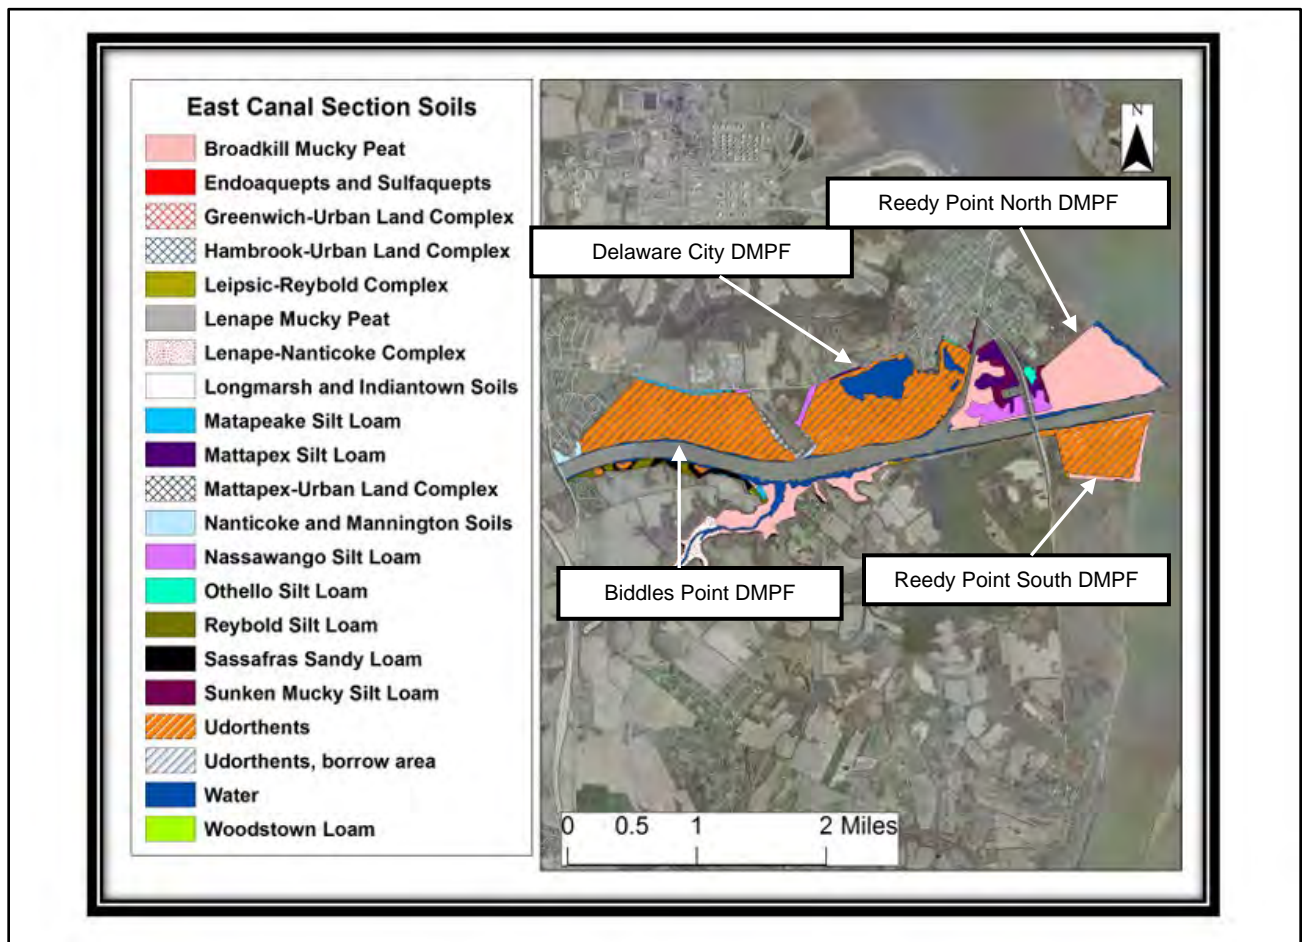 East Canal Section Soils
Broadkill Mucky Peat
Endoaquepts and Sulfaquepts
Greenwich-Urban Land Complex
Hambrook-Urban Land Complex
Leipsic-Reybold Complex
Lenape Mucky Peat
Lenape-Nanticoke Complex
Longmarsh and Indiantown Soils
Matapeake Silt Loam
Mattapex Silt Loam
Mattapex-Urban Land Complex
Nanticoke and Mannington Soils
Nassawango Silt Loam
Othello Silt Loam
Reybold Silt Loam
Sassafras Sandy Loam
Sunken Mucky Silt Loam
Udorthents
Udorthents, borrow area
Water
Woodstown Loam
N
Reedy Point North DMPF
Delaware City DMPF
Biddles Point DMPF
Reedy Point South DMPF
0 0.5 1 2 Miles